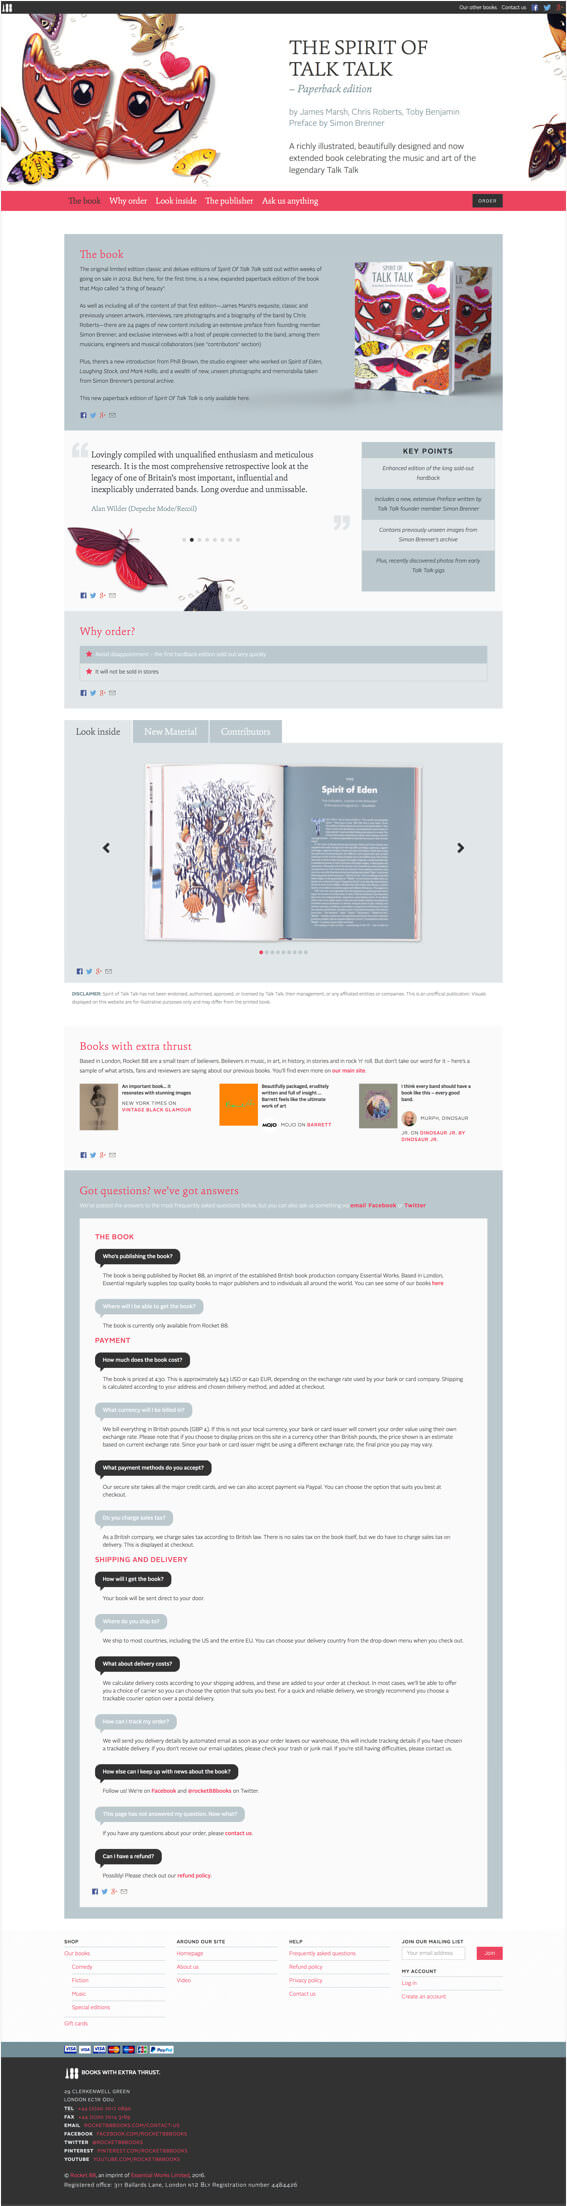 Our other books Contact us
THE SPIRIT OF
TALK TALK
– Paperback edition
by James Marsh, Chris Roberts, Toby Benjamin
Preface by Simon Brenner
A richly illustrated, beautifully designed and now
extended book celebrating the music and art of the
legendary Talk Talk
The book Why order Look inside The publisher Ask us anything ORDER
The book
The original limited edition classic and deluxe editions of Spirit Of Talk Talk sold out within weeks of
going on sale in 2012. But here, for the first time, is a new, expanded paperback edition of the book
that Mojo called "a thing of beauty".
As well as including all of the content of that first edition—James Marsh's exquisite, classic and
previously unseen artwork, interviews, rare photographs and a biography of the band by Chris
Roberts—there are 24 pages of new content including an extensive preface from founding member
Simon Brenner, and exclusive interviews with a host of people connected to the band, among them
musicians, engineers and musical collaborators (see "contributors" section)
Plus, there's a new introduction from Phill Brown, the studio engineer who worked on Spirit of Eden,
Laughing Stock, and Mark Hollis, and a wealth of new, unseen photographs and memorabilia taken
from Simon Brenner's personal archive.
This new paperback edition of Spirit Of Talk Talk is only available here.
SPIRIT OF
TALK TALK
Lovingly compiled with unqualified enthusiasm and meticulous
research. It is the most comprehensive retrospective look at the
legacy of one of Britain's most important, influential and
inexplicably underrated bands. Long overdue and unmissable.
Alan Wilder (Depeche Mode/Recoil)
KEY POINTS
Enhanced edition of the long sold-out
hardback
Includes a new, extensive Preface written by
Talk Talk founder member Simon Brenner
Contains previously unseen images from
Simon Brenner's archive
Plus, recently discovered photos from early
Talk Talk gigs
Why order?
Avoid disappointment – the first hardback edition sold out very quickly
It will not be sold in stores
Look inside New Material Contributors
Spirit of Eden
DISCLAIMER: Spirit of Talk Talk has not been endorsed, authorised, approved, or licensed by Talk Talk, their management, or any affiliated entities or companies. This is an unofficial publication. Visuals
displayed on this website are for illustrative purposes only and may differ from the printed book.
Books with extra thrust
Based in London, Rocket 88 are a small team of believers. Believers in music, in art, in history, in stories and in rock 'n' roll. But don't take our word for it – here's a
sample of what artists, fans and reviewers are saying about our previous books. You'll find even more on our main site.
An important book... it
resonates with stunning images
NEW YORK TIMES ON
VINTAGE BLACK GLAMOUR
Beautifully packaged, eruditely
written and full of insight ...
Barrett feels like the ultimate
work of art
MOJO MOJO ON BARRETT
I think every band should have a
book like this – every good
band.
MURPH, DINOSAUR
JR. ON DINOSAUR JR. BY
DINOSAUR JR.
Got questions? we've got answers
We've posted the answers to the most frequently asked questions below, but you can also ask us something via email, Facebook or Twitter
THE BOOK
Who's publishing the book?
The book is being published by Rocket 88, an imprint of the established British book production company Essential Works. Based in London,
Essential regularly supplies top quality books to major publishers and to individuals all around the world. You can see some of our books here
Where will I be able to get the book?
The book is currently only available from Rocket 88.
PAYMENT
How much does the book cost?
The book is priced at £30. This is approximately $43 USD or €40 EUR, depending on the exchange rate used by your bank or card company. Shipping
is calculated according to your address and chosen delivery method, and added at checkout.
What currency will I be billed in?
We bill everything in British pounds (GBP £). If this is not your local currency, your bank or card issuer will convert your order value using their own
exchange rate. Please note that if you choose to display prices on this site in a currency other than British pounds, the price shown is an estimate
based on current exchange rate. Since your bank or card issuer might be using a different exchange rate, the final price you pay may vary.
What payment methods do you accept?
Our secure site takes all the major credit cards, and we can also accept payment via Paypal. You can choose the option that suits you best at
checkout.
Do you charge sales tax?
As a British company, we charge sales tax according to British law. There is no sales tax on the book itself, but we do have to charge sales tax on
delivery. This is displayed at checkout.
SHIPPING AND DELIVERY
How will I get the book?
Your book will be sent direct to your door.
Where do you ship to?
We ship to most countries, including the US and the entire EU. You can choose your delivery country from the drop-down menu when you check out.
What about delivery costs?
We calculate delivery costs according to your shipping address, and these are added to your order at checkout. In most cases, we'll be able to offer
you a choice of carrier so you can choose the option that suits you best. For a quick and reliable delivery, we strongly recommend you choose a
trackable courier option over a postal delivery.
How can I track my order?
We will send you delivery details by automated email as soon as your order leaves our warehouse, this will include tracking details if you have chosen
a trackable delivery. If you don't receive our email updates, please check your trash or junk mail. If you're still having difficulties, please contact us.
How else can I keep up with news about the book?
Follow us! We're on Facebook and @rocket88books on Twitter.
This page has not answered my question. Now what?
If you have any questions about your order, please contact us
Can I have a refund?
Possibly! Please check out our refund policy.
SHOP
Our books
Comedy
Fiction
Music
Special editions
Gift cards
AROUND OUR SITE
Homepage
About us
Video
HELP
Frequently asked questions
Refund policy
Privacy policy
Contact us
JOIN OUR MAILING LIST
Your email address Join
MY ACCOUNT
Log in
Create an account
VISA VISA VISA PayPal
BOOKS WITH EXTRA THRUST.
29 CLERKENWELL GREEN
LONDON EC1R 0DU
TEL
FAX
EMAIL ROCKET88BOOKS.COM/CONTACT-US
FACEBOOK FACEBOOK.COM/ROCKET88BOOKS
TWITTER @ROCKET88BOOKS
PINTEREST PINTEREST.COM/ROCKET88BOOKS
YOUTUBE YOUTUBE.COM/ROCKET88BOOKS
© Rocket 88, an imprint of Essential Works Limited, 2016.
Registered office: 311 Ballards Lane, London N12 8LY Registration number 4484426